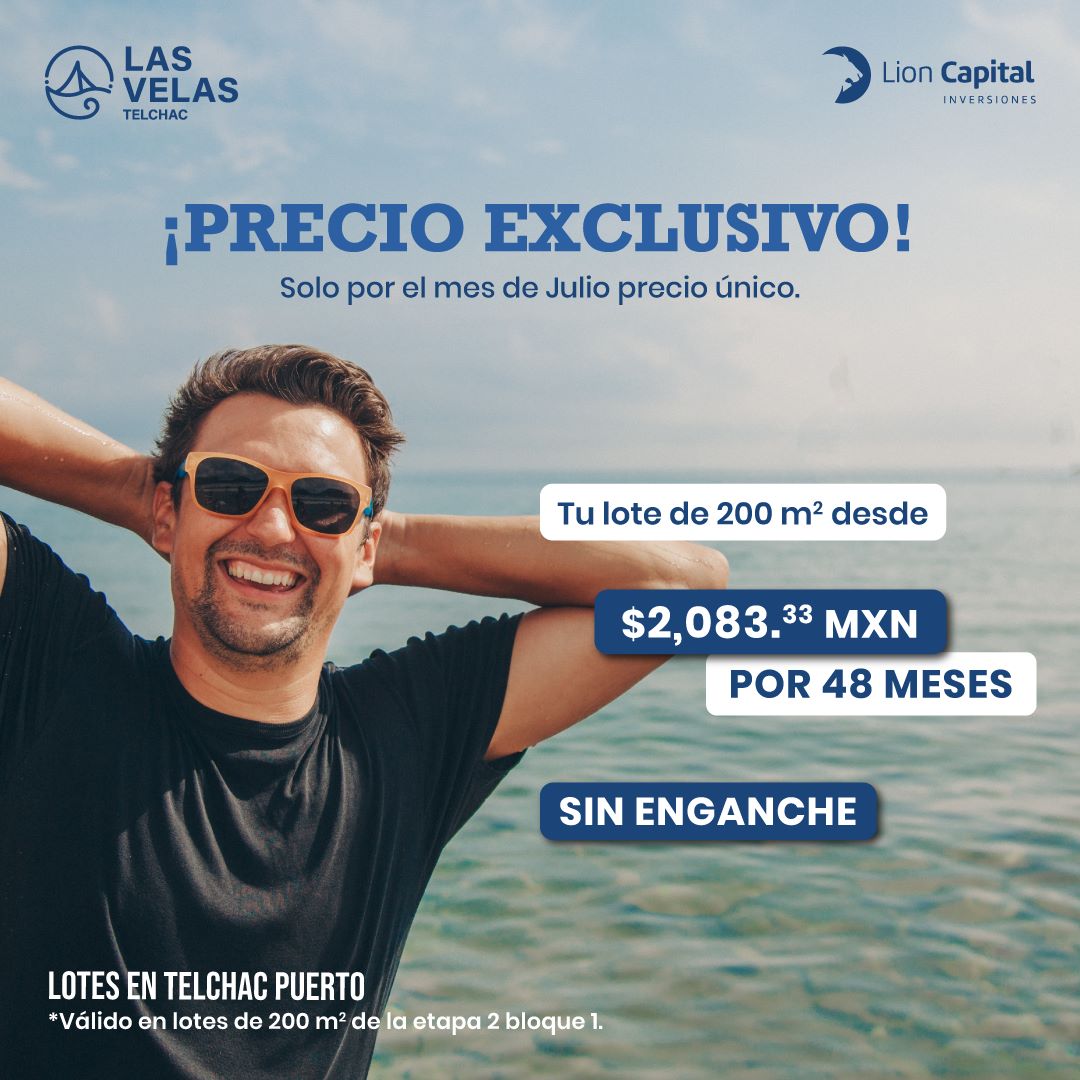 LAS
VELAS
TELCHAC
Lion Capital
INVERSIONES
¡PRECIO EXCLUSIVO!
Solo por el mes de Julio precio único.
Tu lote de 200 m² desde
$2,083.³³ MXN
POR 48 MESES
SIN ENGANCHE
LOTES EN TELCHAC PUERTO
*Válido en lotes de 200 m² de la etapa 2 bloque 1.